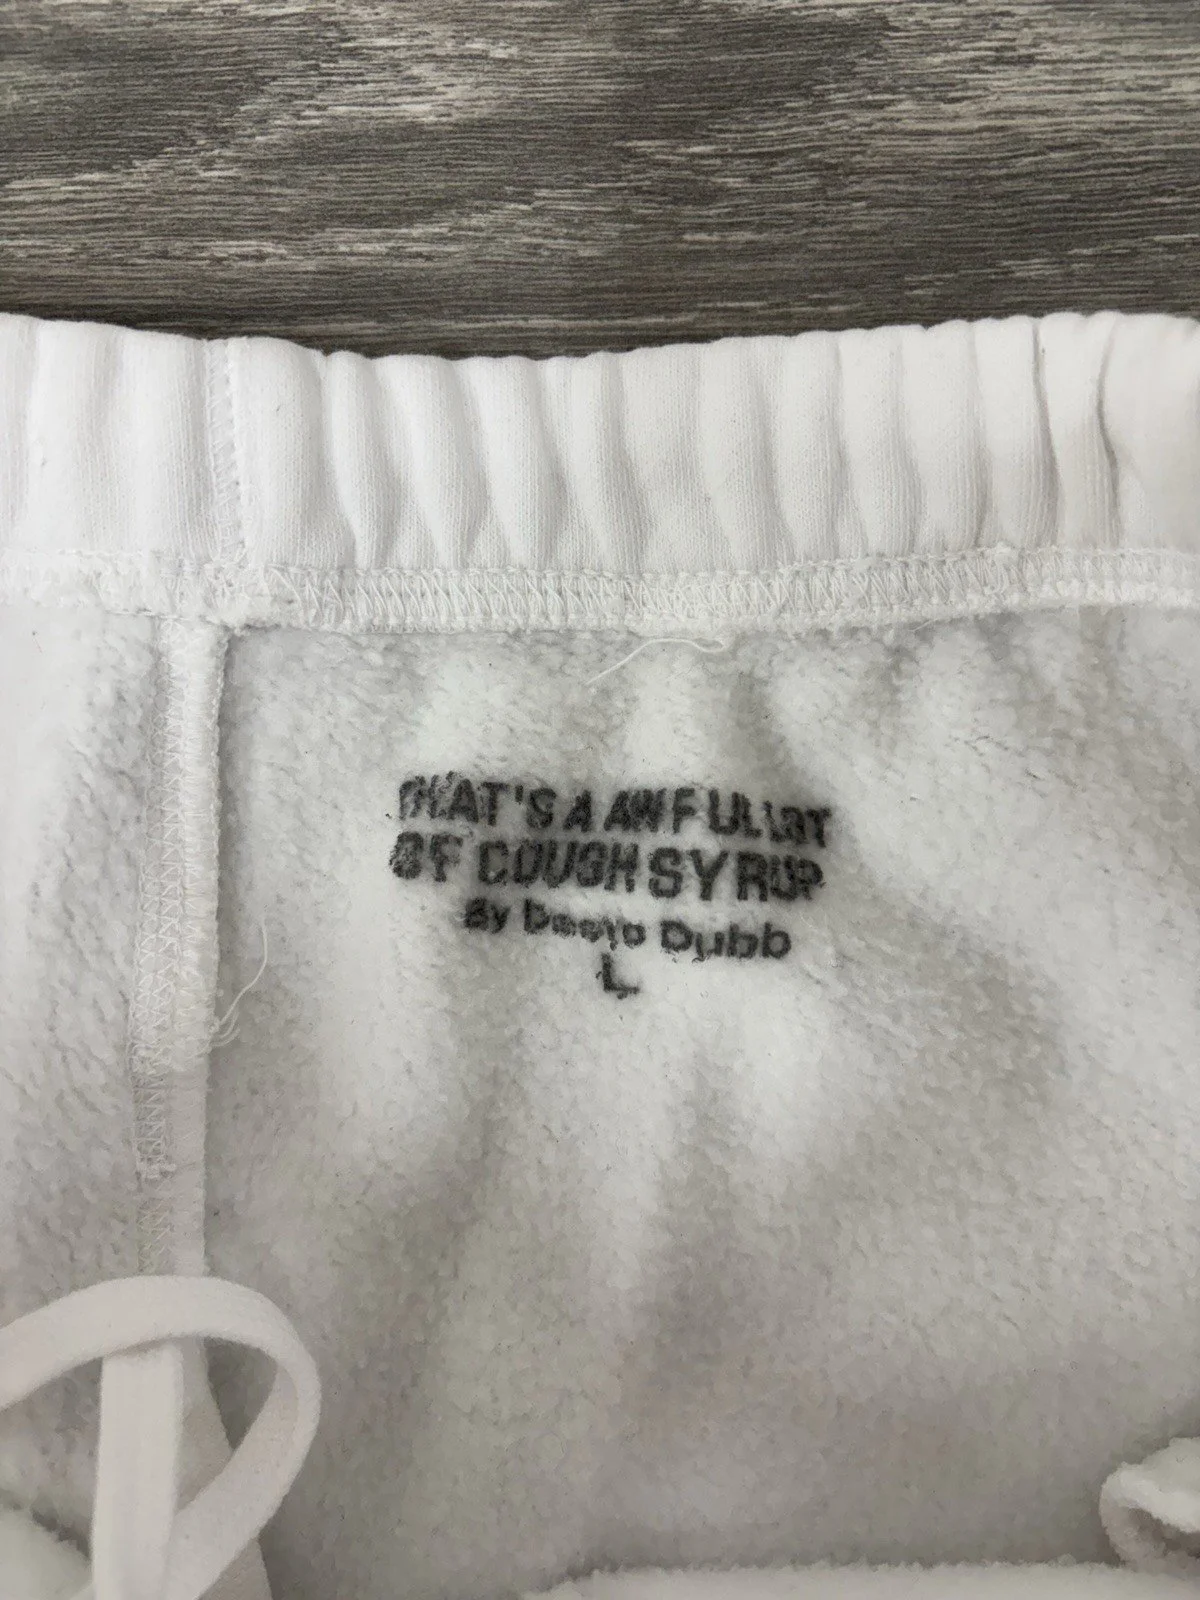 THAT'S A AWFUL LOT
OF COUGH SYRUP
By Desto Dubb
L